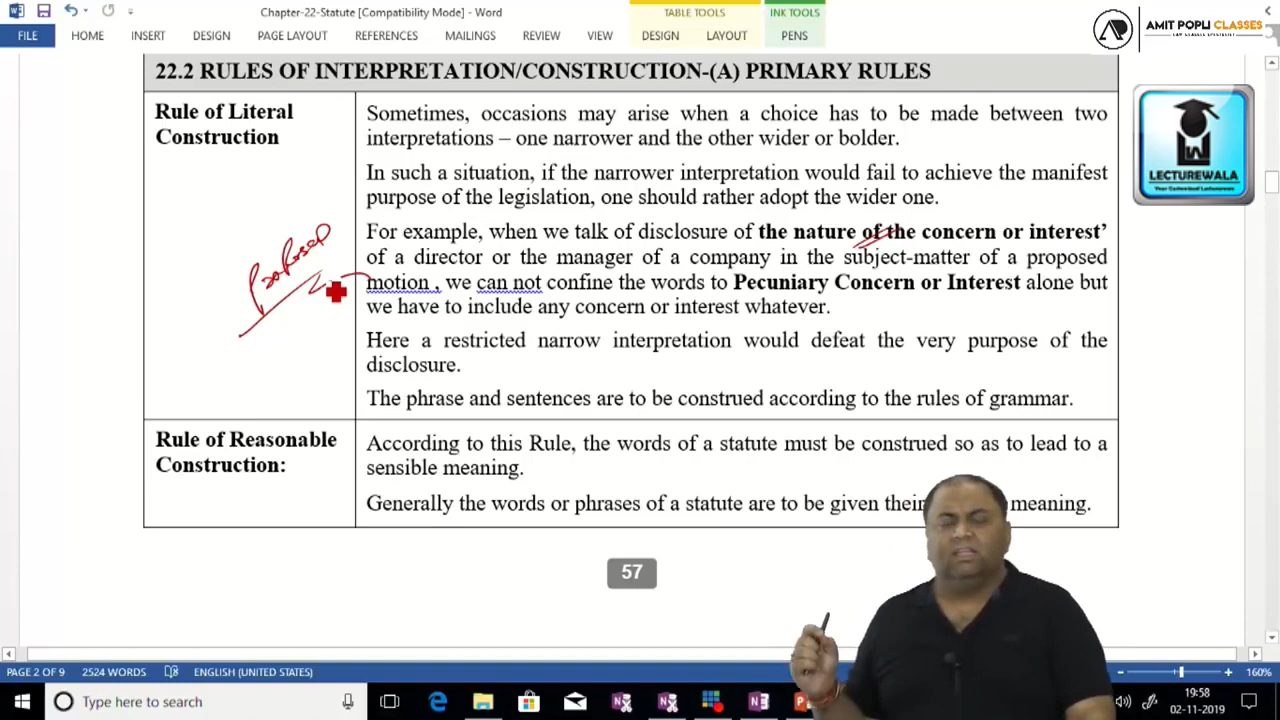 Chapter-22-Statute [Compatibility Mode] - Word
TABLE TOOLS
INK TOOLS
FILE
HOME
INSERT
DESIGN
PAGE LAYOUT
REFERENCES
MAILINGS
REVIEW
VIEW
DESIGN
LAYOUT
PENS
AMIT POPLI CLASSES
22.2 RULES OF INTERPRETATION/CONSTRUCTION-(A) PRIMARY RULES
Rule of Literal
Construction
Sometimes, occasions may arise when a choice has to be made between two
interpretations – one narrower and the other wider or bolder.
In such a situation, if the narrower interpretation would fail to achieve the manifest
purpose of the legislation, one should rather adopt the wider one.
For example, when we talk of disclosure of the nature of the concern or interest’
of a director or the manager of a company in the subject-matter of a proposed
motion , we can not confine the words to Pecuniary Concern or Interest alone but
we have to include any concern or interest whatever.
Here a restricted narrow interpretation would defeat the very purpose of the
disclosure.
The phrase and sentences are to be construed according to the rules of grammar.
Proposed
Rule of Reasonable
Construction:
According to this Rule, the words of a statute must be construed so as to lead to a
sensible meaning.
Generally the words or phrases of a statute are to be given their meaning.
LECTUREWALA
57
PAGE 2 OF 9
2524 WORDS
ENGLISH (UNITED STATES)
160%
Type here to search
19:58
02-11-2019